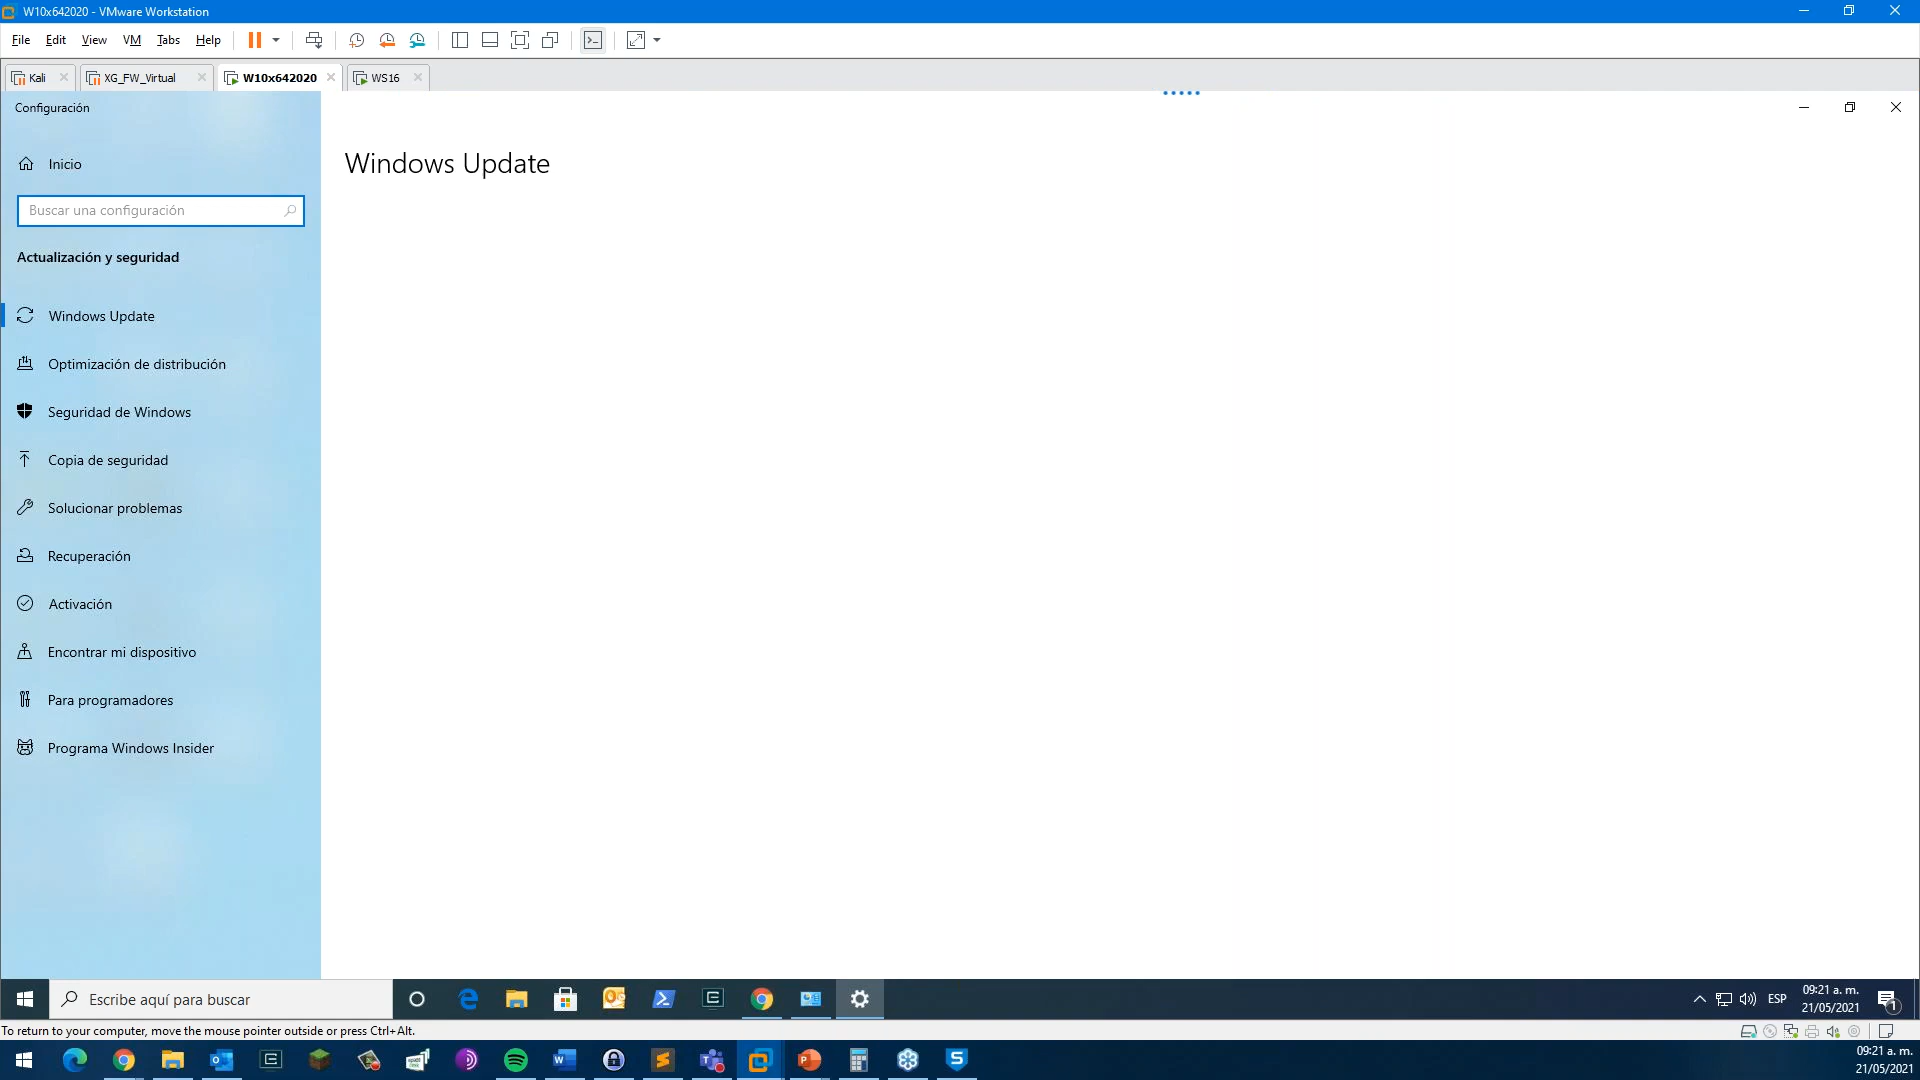 W10x642020 - VMware Workstation
File Edit View VM Tabs Help
Kali XG_FW_Virtual W10x642020 WS16
Configuración
Inicio
Windows Update
Buscar una configuración
Actualización y seguridad
Windows Update
Optimización de distribución
Seguridad de Windows
Copia de seguridad
Solucionar problemas
Recuperación
Activación
Encontrar mi dispositivo
Para programadores
Programa Windows Insider
Escribe aquí para buscar
ESP
09:21 a. m.
21/05/2021
1
To return to your computer, move the mouse pointer outside or press Ctrl+Alt.
09:21 a. m.
21/05/2021